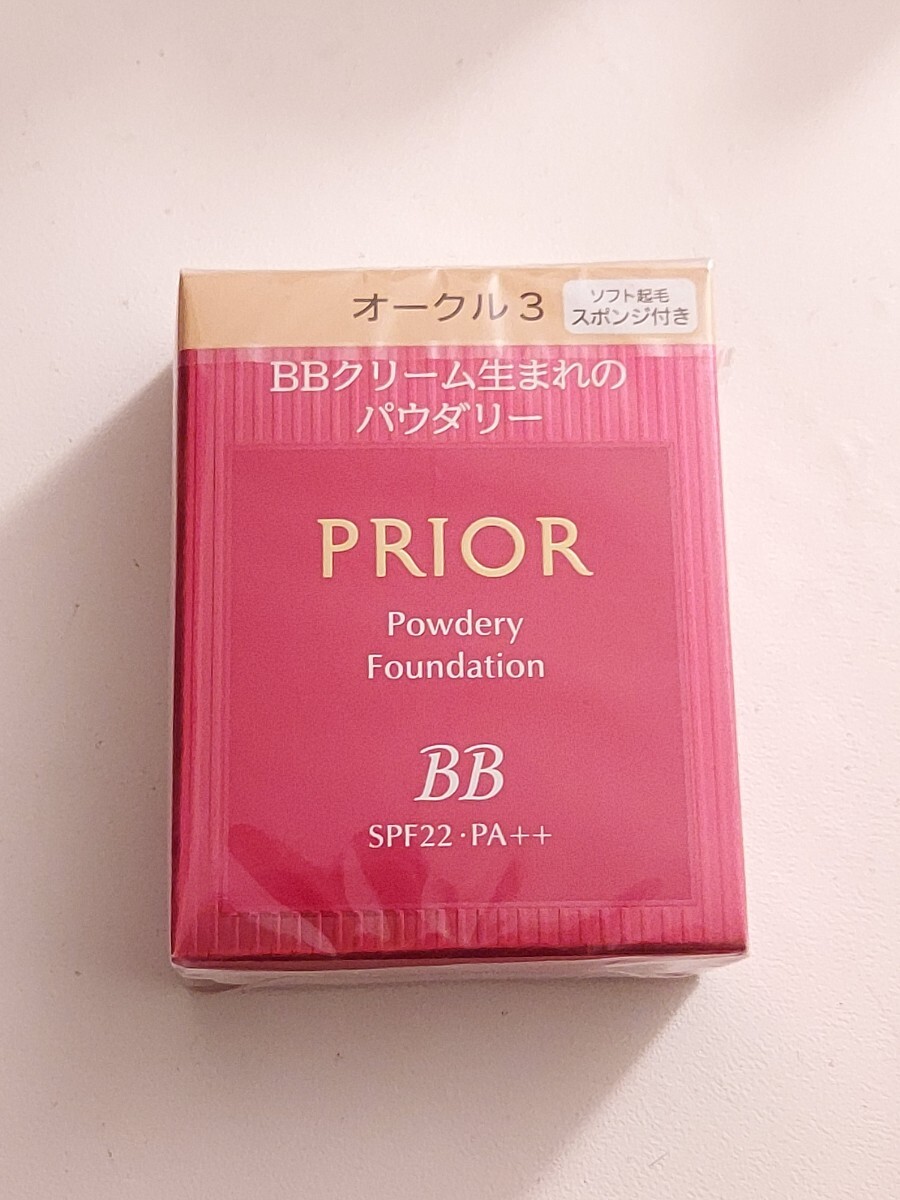 オークル3
ソフト起毛
スポンジ付き
BBクリーム生まれの
パウダリー
PRIOR
Powdery
Foundation
BB
SPF22・PA++